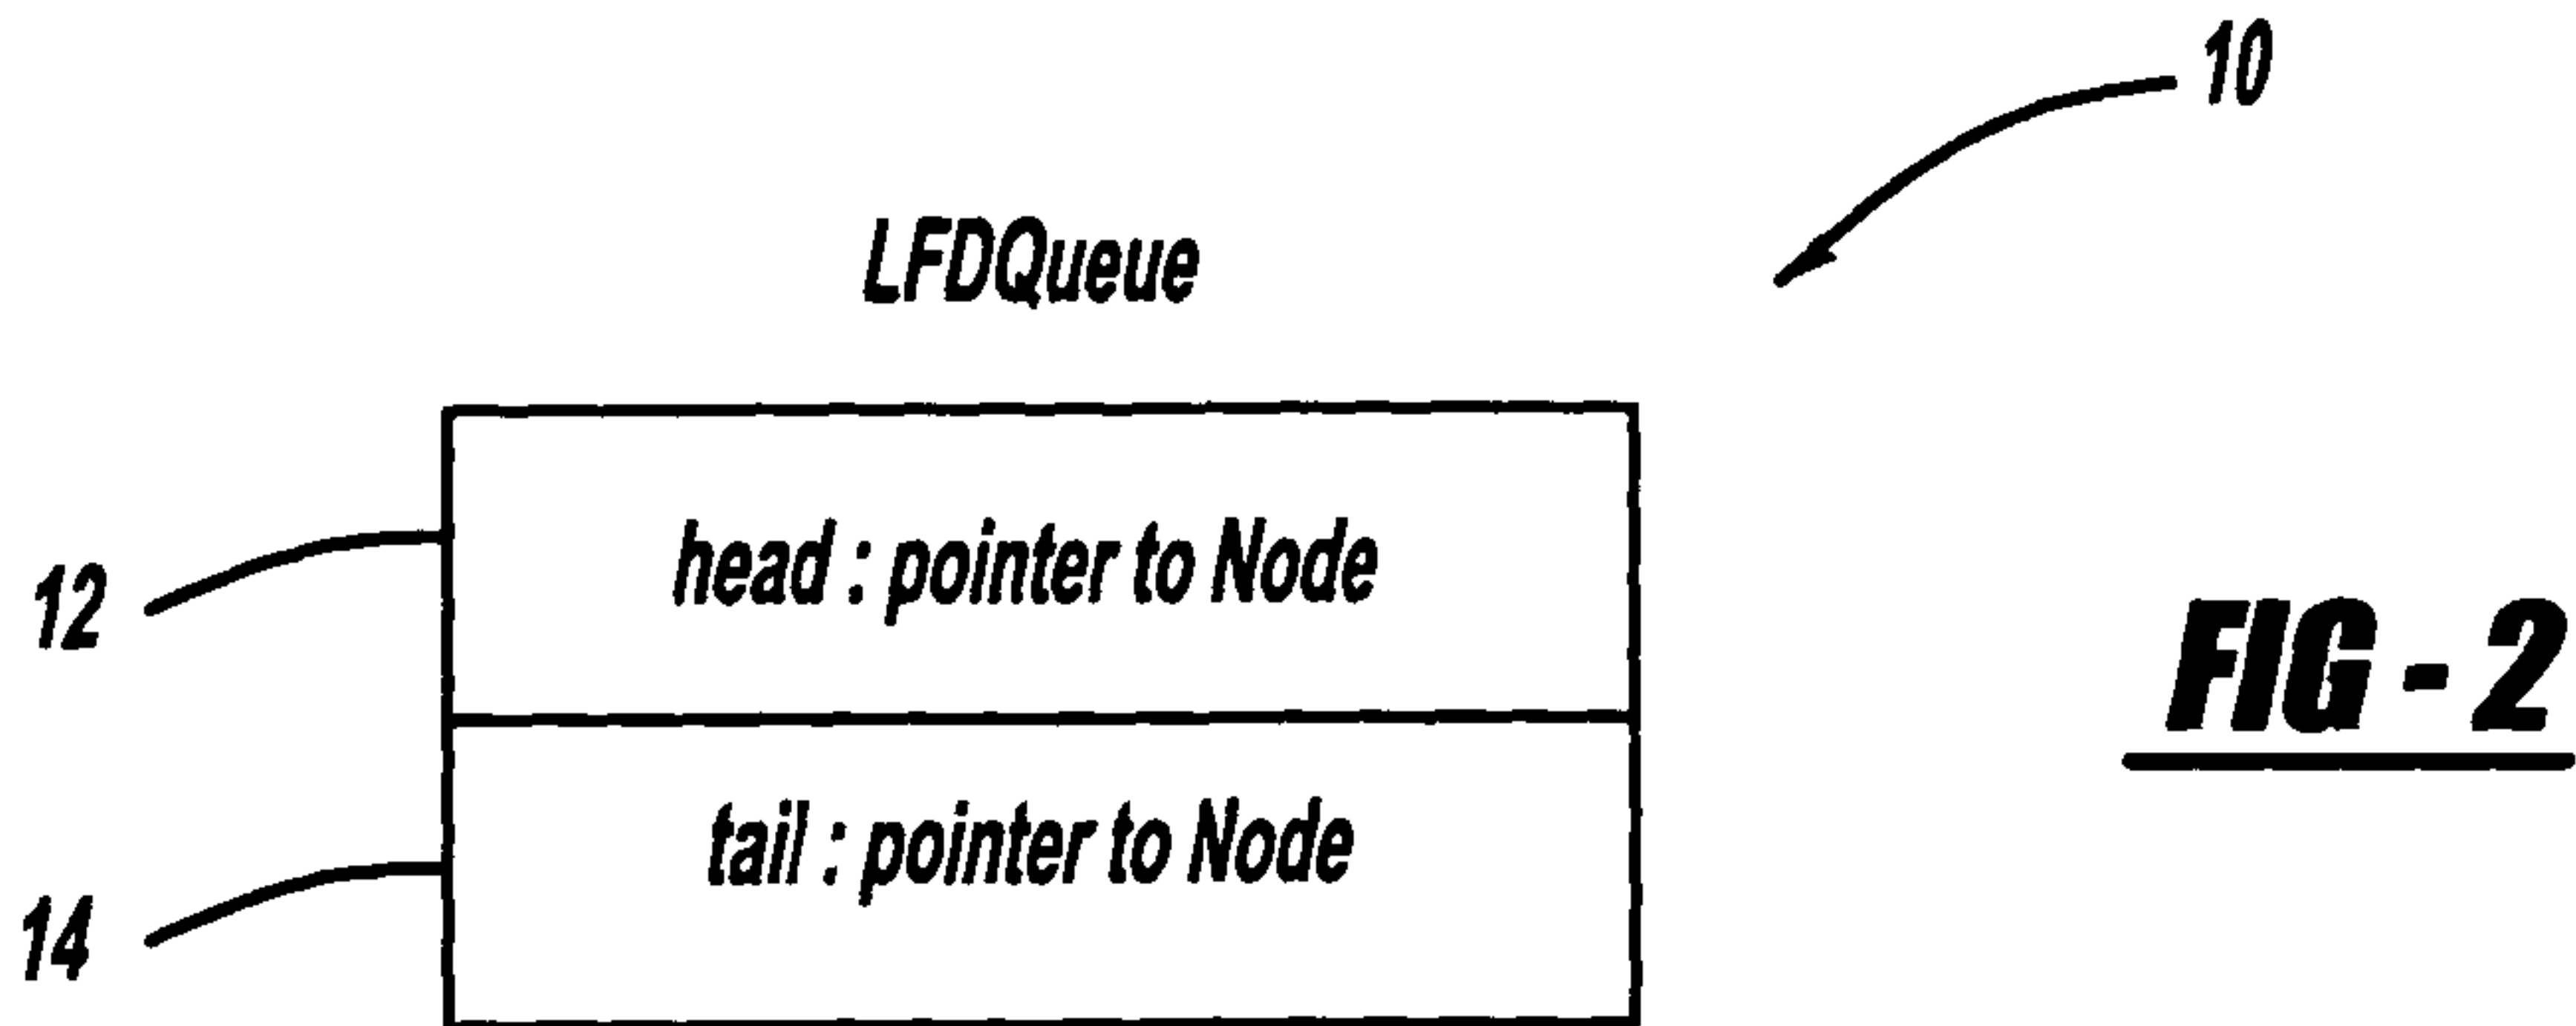 10
LFDQueue
head : pointer to Node
12
FIG - 2
tail : pointer to Node
14